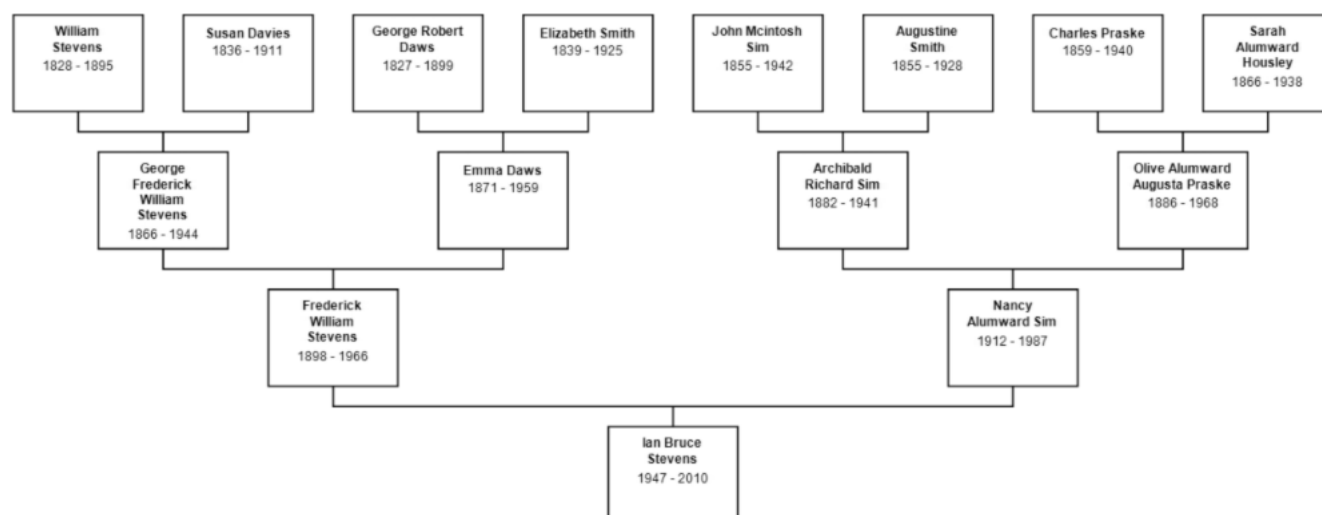 William
Stevens
1828 - 1895
Susan Davies
1836 - 1911
George Robert
Daws
1827 - 1899
Elizabeth Smith
1839 - 1925
John Mcintosh
Sim
1855 - 1942
Augustine
Smith
1855 - 1928
Charles Praske
1859 - 1940
Sarah
Alumward
Housley
1866 - 1938
George
Frederick
William
Stevens
1866 - 1944
Emma Daws
1871 - 1959
Archibald
Richard Sim
1882 - 1941
Olive Alumward
Augusta Praske
1886 - 1968
Frederick
William
Stevens
1898 - 1966
Nancy
Alumward Sim
1912 - 1987
Ian Bruce
Stevens
1947 - 2010